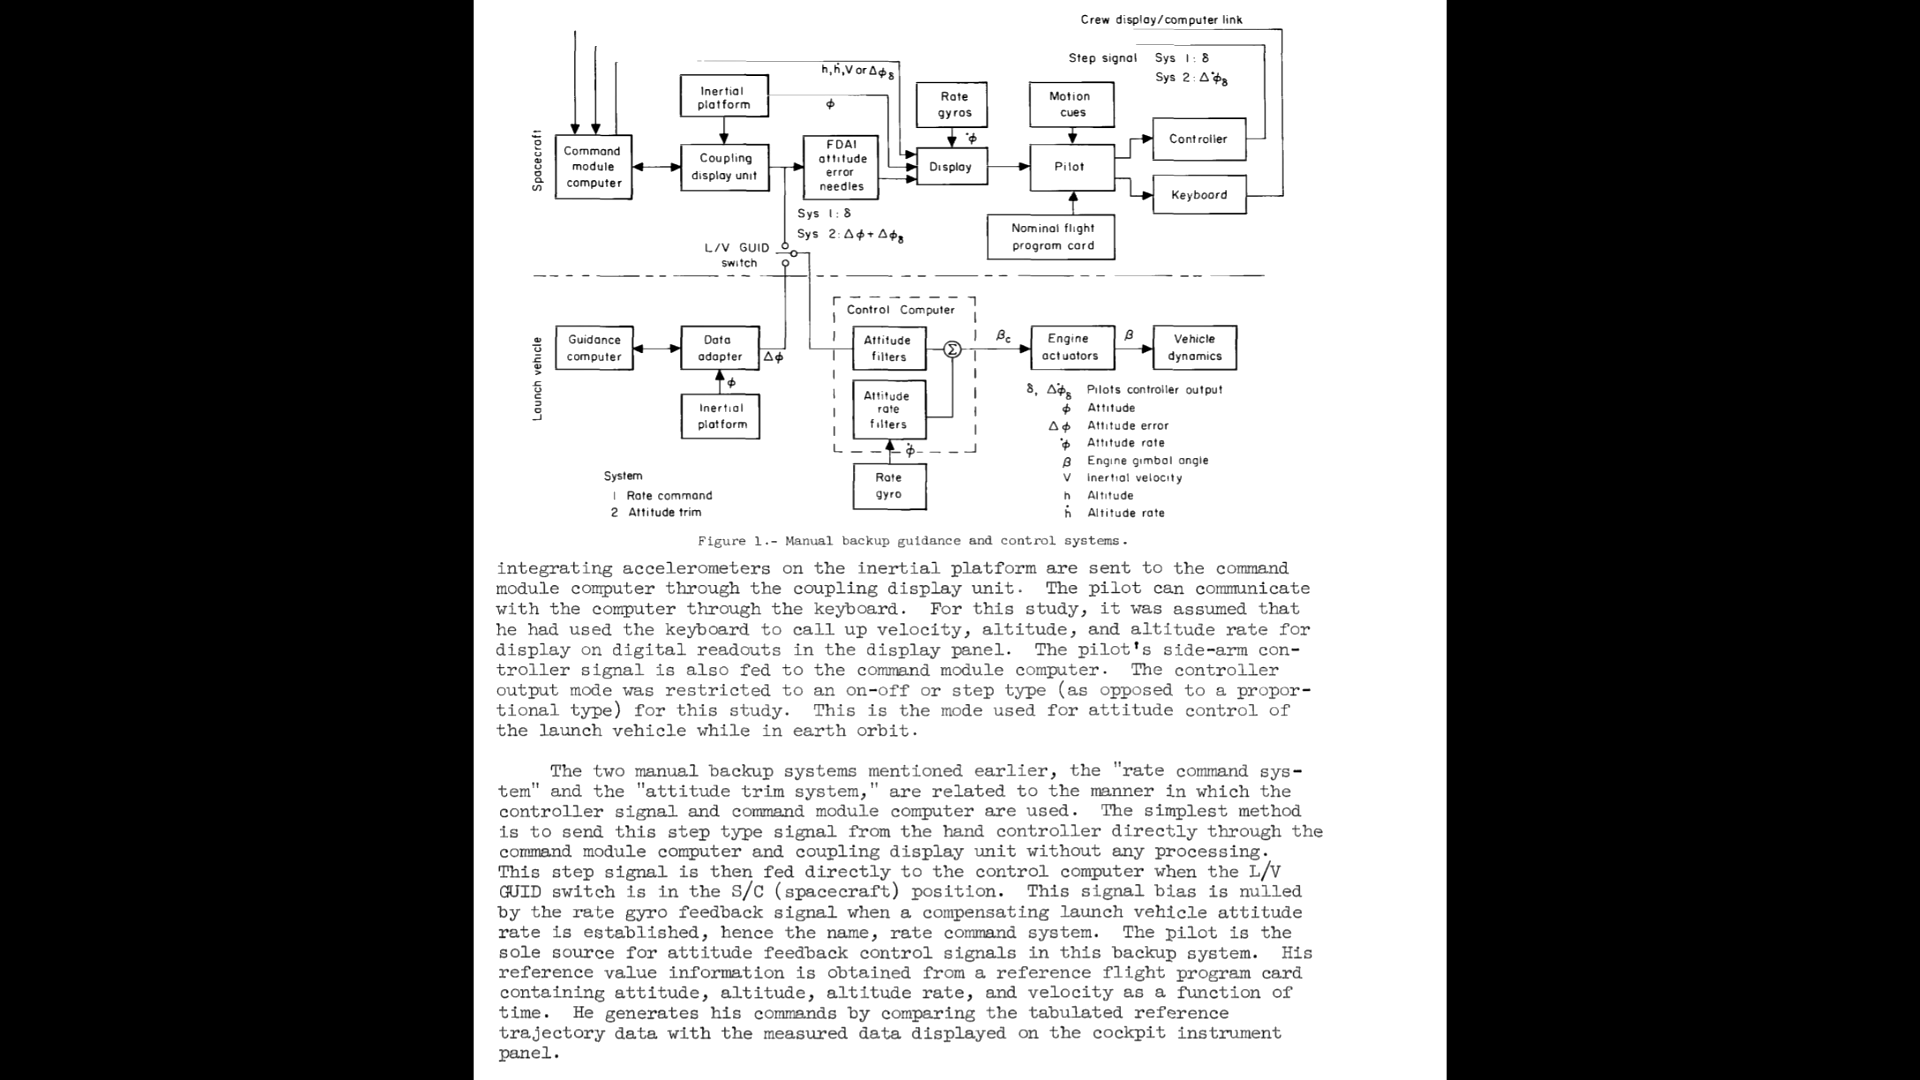 Crew display/computer link
Step signal Sys 1: δ
Sys 2: Δφ̇δ
h, ḣ, V or Δφδ
Inertial
platform
φ
Rate
gyros
Motion
cues
φ̇
Spacecraft
Command
module
computer
Coupling
display unit
FDAI
attitude
error
needles
Display
Pilot
Controller
Keyboard
Sys 1: δ
Sys 2: Δφ + Δφδ
Nominal flight
program card
L/V GUID
switch
Launch vehicle
Control Computer
Guidance
computer
Data
adapter
Δφ
φ
Inertial
platform
Attitude
filters
Σ
βc
Engine
actuators
β
Vehicle
dynamics
Attitude
rate
filters
φ̇
Rate
gyro
System
1 Rate command
2 Attitude trim
δ, Δφ̇δ Pilots controller output
φ Attitude
Δφ Attitude error
φ̇ Attitude rate
β Engine gimbal angle
V Inertial velocity
h Altitude
ḣ Altitude rate
Figure 1.- Manual backup guidance and control systems.
integrating accelerometers on the inertial platform are sent to the command
module computer through the coupling display unit. The pilot can communicate
with the computer through the keyboard. For this study, it was assumed that
he had used the keyboard to call up velocity, altitude, and altitude rate for
display on digital readouts in the display panel. The pilot's side-arm con-
troller signal is also fed to the command module computer. The controller
output mode was restricted to an on-off or step type (as opposed to a propor-
tional type) for this study. This is the mode used for attitude control of
the launch vehicle while in earth orbit.
The two manual backup systems mentioned earlier, the "rate command sys-
tem" and the "attitude trim system," are related to the manner in which the
controller signal and command module computer are used. The simplest method
is to send this step type signal from the hand controller directly through the
command module computer and coupling display unit without any processing.
This step signal is then fed directly to the control computer when the L/V
GUID switch is in the S/C (spacecraft) position. This signal bias is nulled
by the rate gyro feedback signal when a compensating launch vehicle attitude
rate is established, hence the name, rate command system. The pilot is the
sole source for attitude feedback control signals in this backup system. His
reference value information is obtained from a reference flight program card
containing attitude, altitude, altitude rate, and velocity as a function of
time. He generates his commands by comparing the tabulated reference
trajectory data with the measured data displayed on the cockpit instrument
panel.